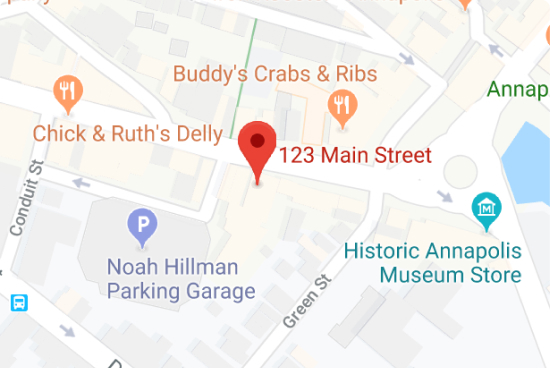 Buddy's Crabs & Ribs
Annap
Chick & Ruth's Delly
123 Main Street
Conduit St
P
Noah Hillman
Parking Garage
Historic Annapolis
Museum Store
Green St